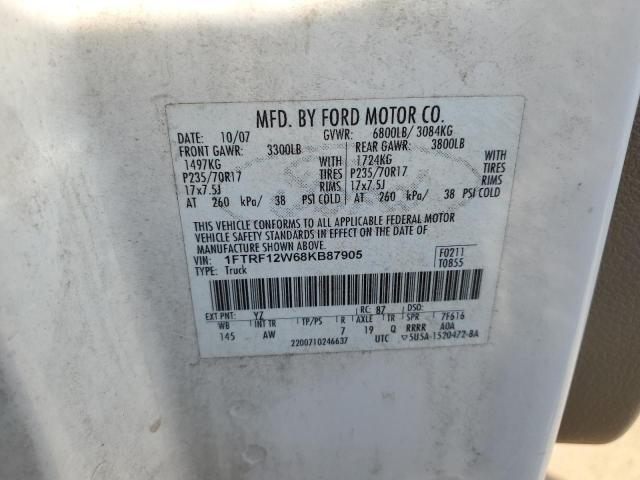 MFD. BY FORD MOTOR CO.
DATE: 10/07 GVWR: 6800LB/ 3084KG
FRONT GAWR: 3300LB REAR GAWR: 3800LB
1497KG WITH 1724KG WITH
P235/70R17 TIRES P235/70R17 TIRES
17x7.5J RIMS 17x7.5J RIMS
AT 260 kPa/ 38 PSI COLD AT 260 kPa/ 38 PSI COLD
THIS VEHICLE CONFORMS TO ALL APPLICABLE FEDERAL MOTOR
VEHICLE SAFETY STANDARDS IN EFFECT ON THE DATE OF
MANUFACTURE SHOWN ABOVE.
VIN: 1FTRF12W68KB87905 F0211
TYPE: Truck T0855
EXT PNT: YZ RC: 87 DSO:
WB INT TR TP/PS R AXLE TR SPR 7F616
145 AW 7 19 Q RRRR AOA
2200710246637 UTC ▽5U5A-1520472-BA